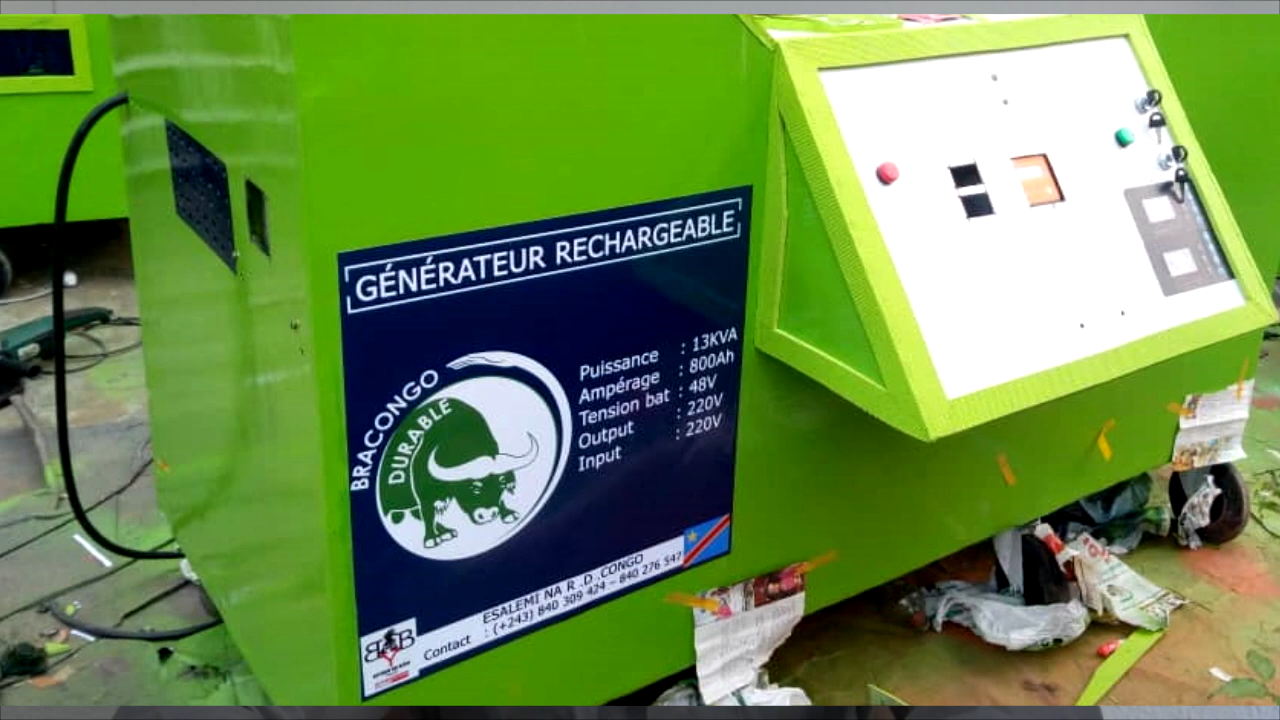 GÉNÉRATEUR RECHARGEABLE
BRACONGO
DURABLE
Puissance : 13KVA
Ampérage : 800Ah
Tension bat : 48V
Output : 220V
Input : 220V
ESALEMI NA R .D .CONGO
Contact : (+243) 840 309 424 – 840 276 547